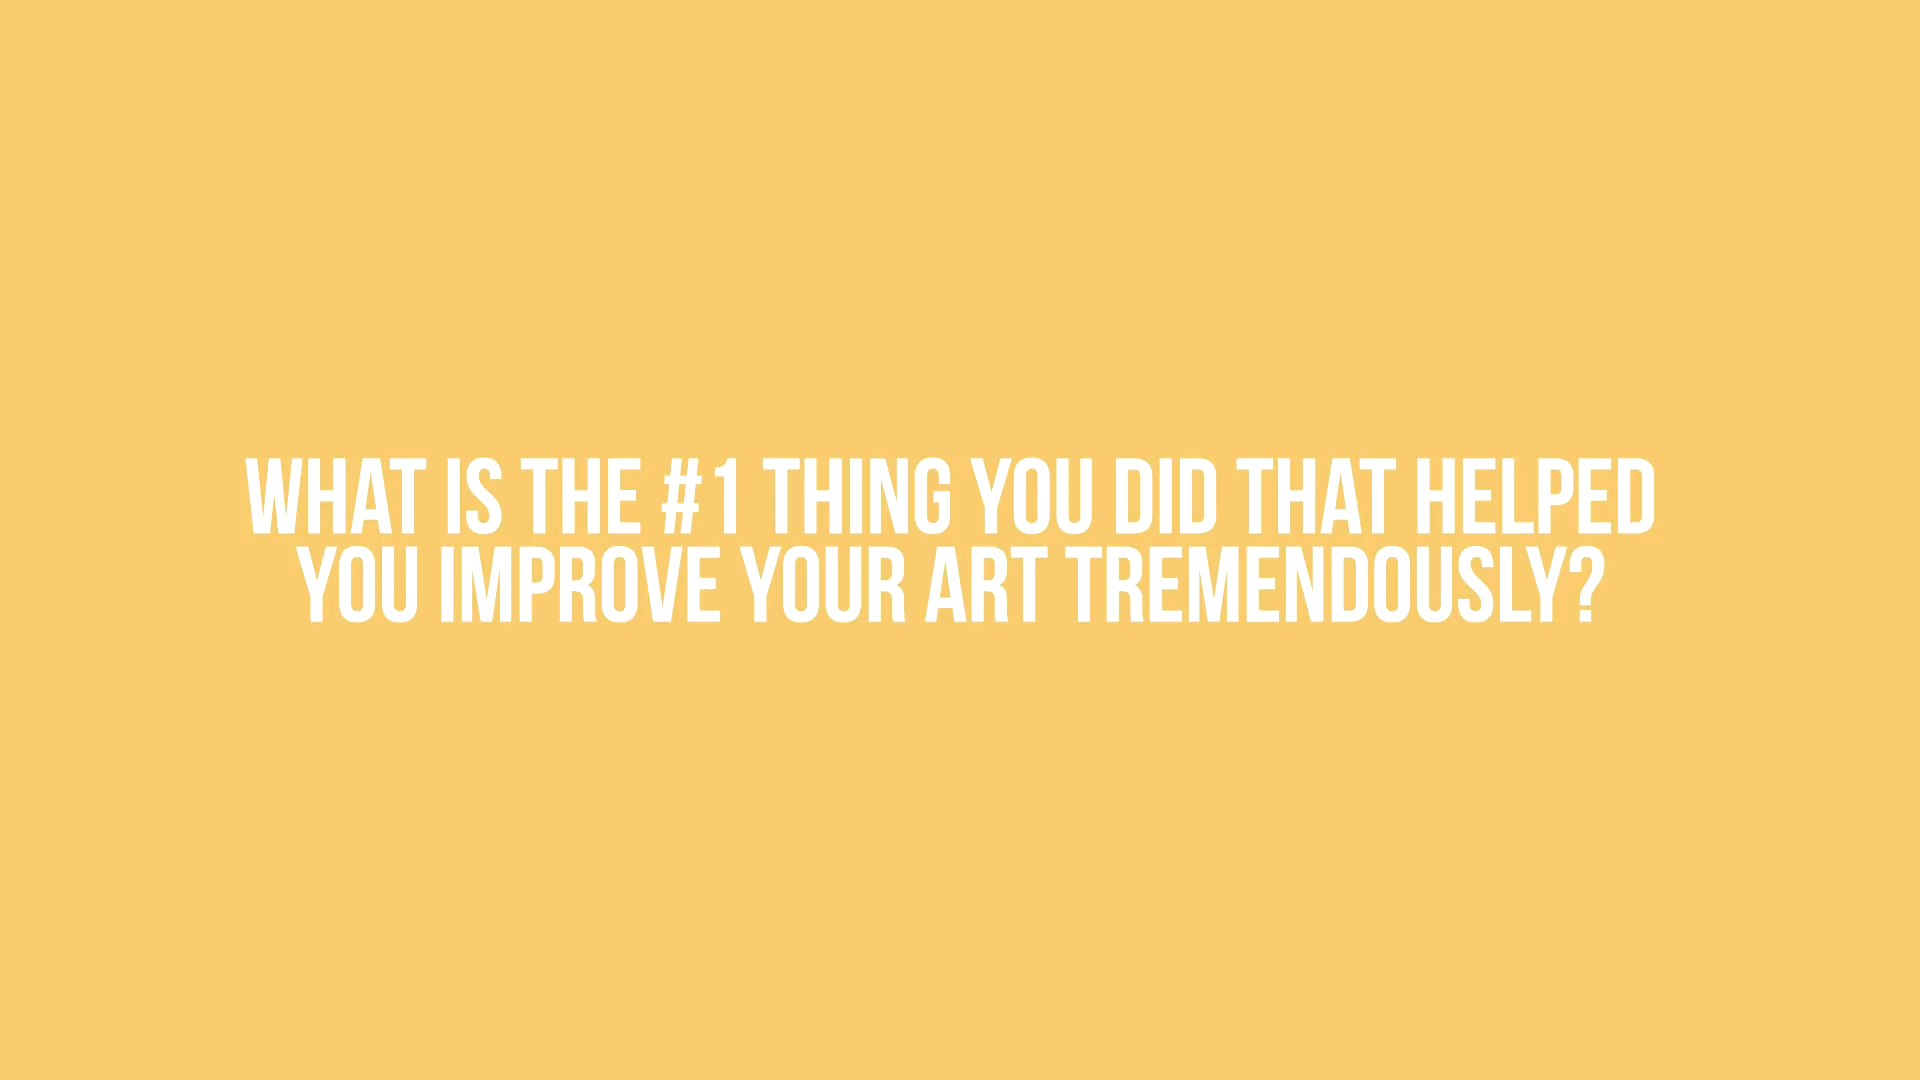 WHAT IS THE #1 THING YOU DID THAT HELPED
YOU IMPROVE YOUR ART TREMENDOUSLY?